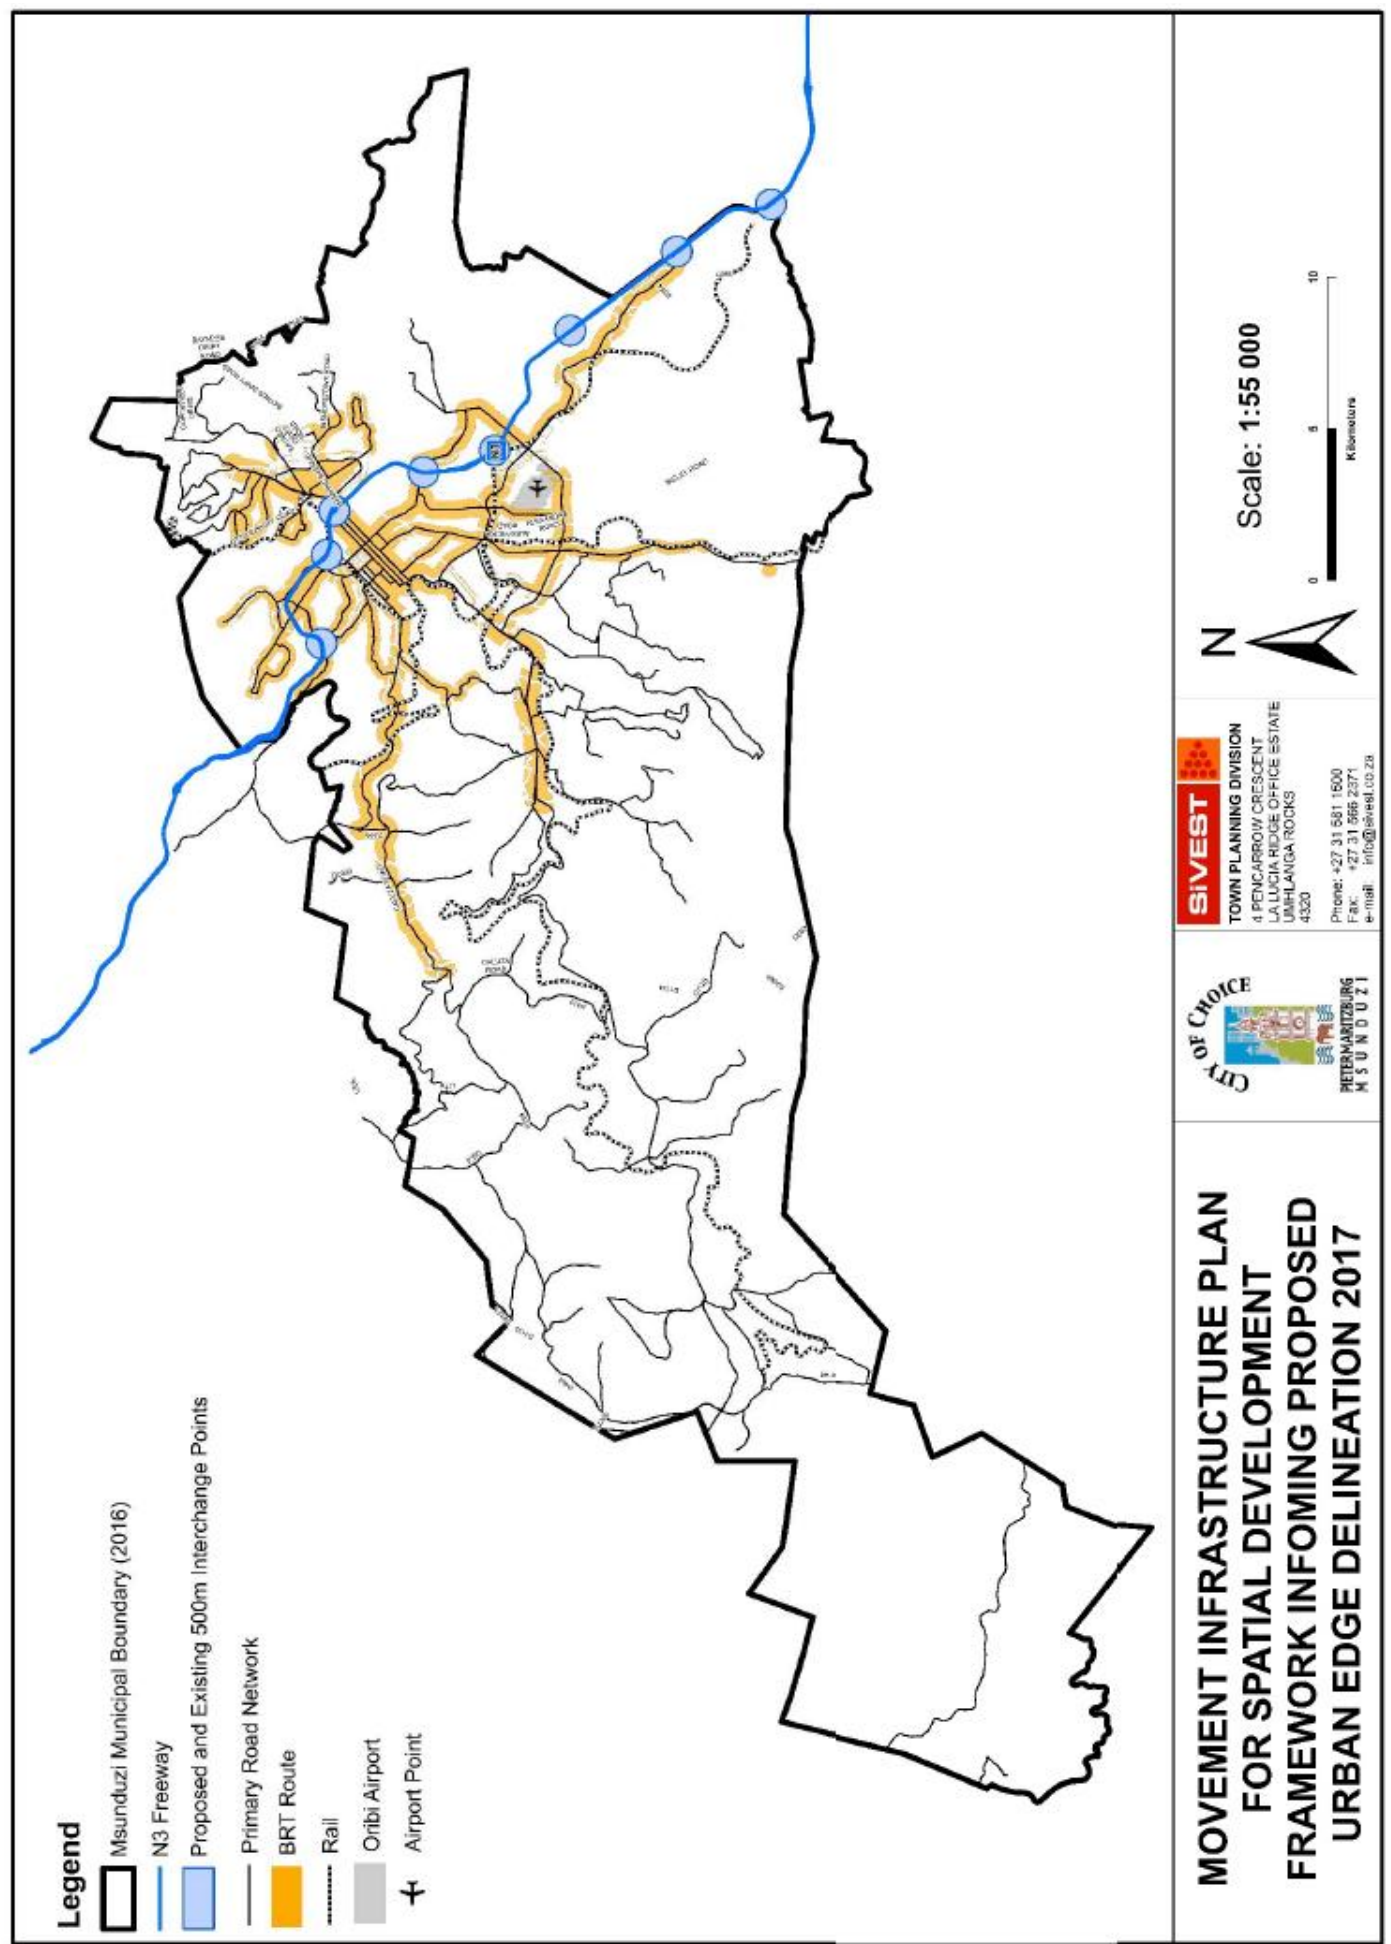 Legend
Msunduzi Municipal Boundary (2016)
N3 Freeway
Proposed and Existing 500m Interchange Points
Primary Road Network
BRT Route
Rail
Oribi Airport
Airport Point
N3
MOVEMENT INFRASTRUCTURE PLAN
FOR SPATIAL DEVELOPMENT
FRAMEWORK INFOMING PROPOSED
URBAN EDGE DELINEATION 2017
CITY OF CHOICE
PIETERMARITZBURG
MSUNDUZI
SiVEST
TOWN PLANNING DIVISION
4 PENCARROW CRESCENT
LA LUCIA RIDGE OFFICE ESTATE
UMHLANGA ROCKS
4320
Phone: +27 31 581 1500
Fax: +27 31 566 2371
e-mail: info@sivest.co.za
N
Scale: 1:55 000
0 5 10
Kilometers